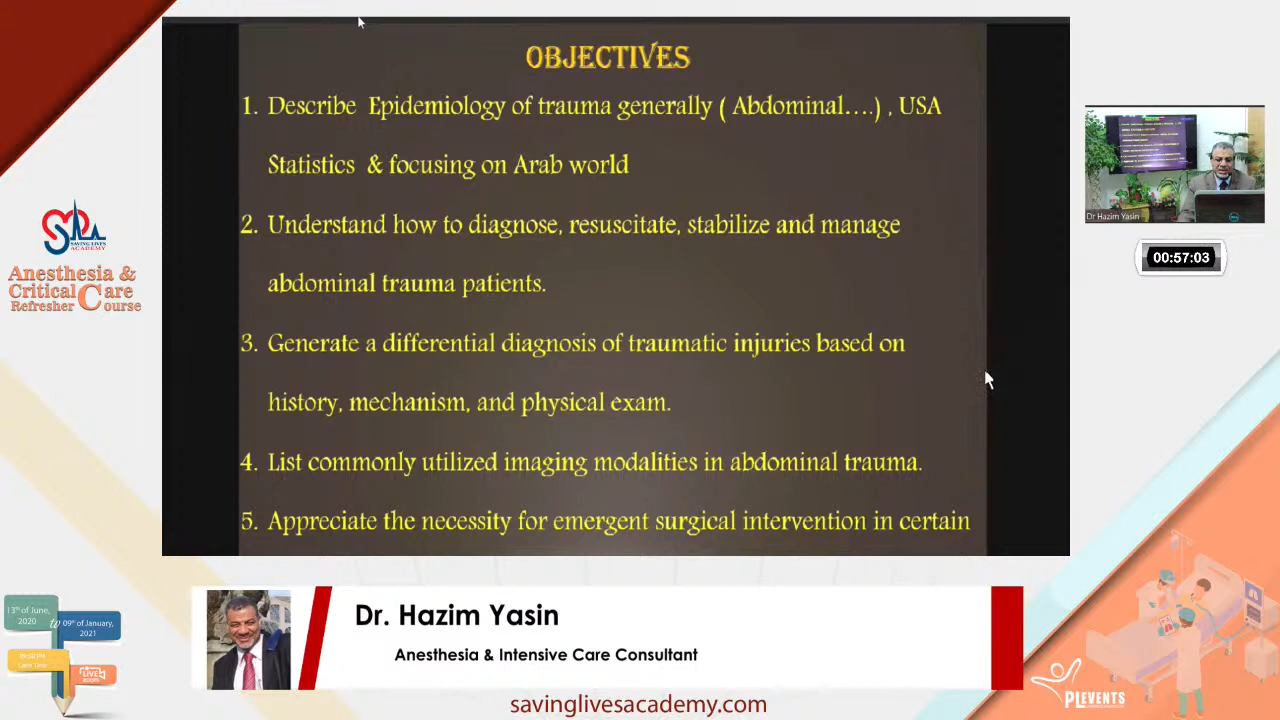 OBJECTIVES
1. Describe Epidemiology of trauma generally ( Abdominal....) , USA
Statistics & focusing on Arab world
2. Understand how to diagnose, resuscitate, stabilize and manage
abdominal trauma patients.
3. Generate a differential diagnosis of traumatic injuries based on
history, mechanism, and physical exam.
4. List commonly utilized imaging modalities in abdominal trauma.
5. Appreciate the necessity for emergent surgical intervention in certain
SAVING LIVES
ACADEMY
Anesthesia &
Critical Care
Refresher Course
Dr Hazim Yasin
00:57:03
13th of June,
2020
to
09th of January,
2021
LIVE
Dr. Hazim Yasin
Anesthesia & Intensive Care Consultant
savinglivesacademy.com
PLEVENTS